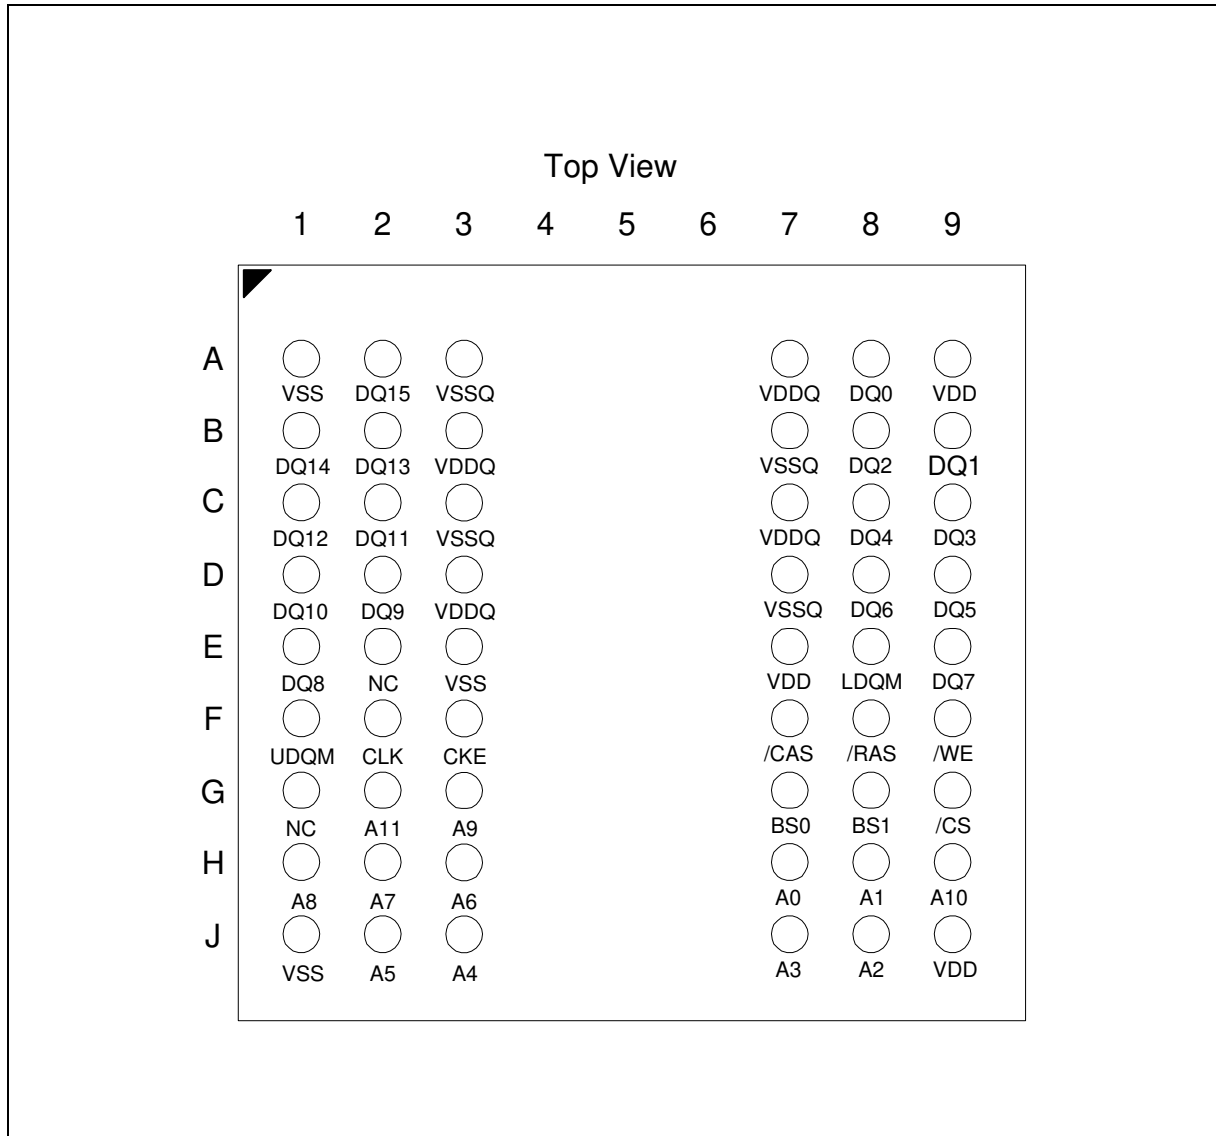 Top View
1 2 3 4 5 6 7 8 9
A
VSS DQ15 VSSQ VDDQ DQ0 VDD
B
DQ14 DQ13 VDDQ VSSQ DQ2 DQ1
C
DQ12 DQ11 VSSQ VDDQ DQ4 DQ3
D
DQ10 DQ9 VDDQ VSSQ DQ6 DQ5
E
DQ8 NC VSS VDD LDQM DQ7
F
UDQM CLK CKE /CAS /RAS /WE
G
NC A11 A9 BS0 BS1 /CS
H
A8 A7 A6 A0 A1 A10
J
VSS A5 A4 A3 A2 VDD